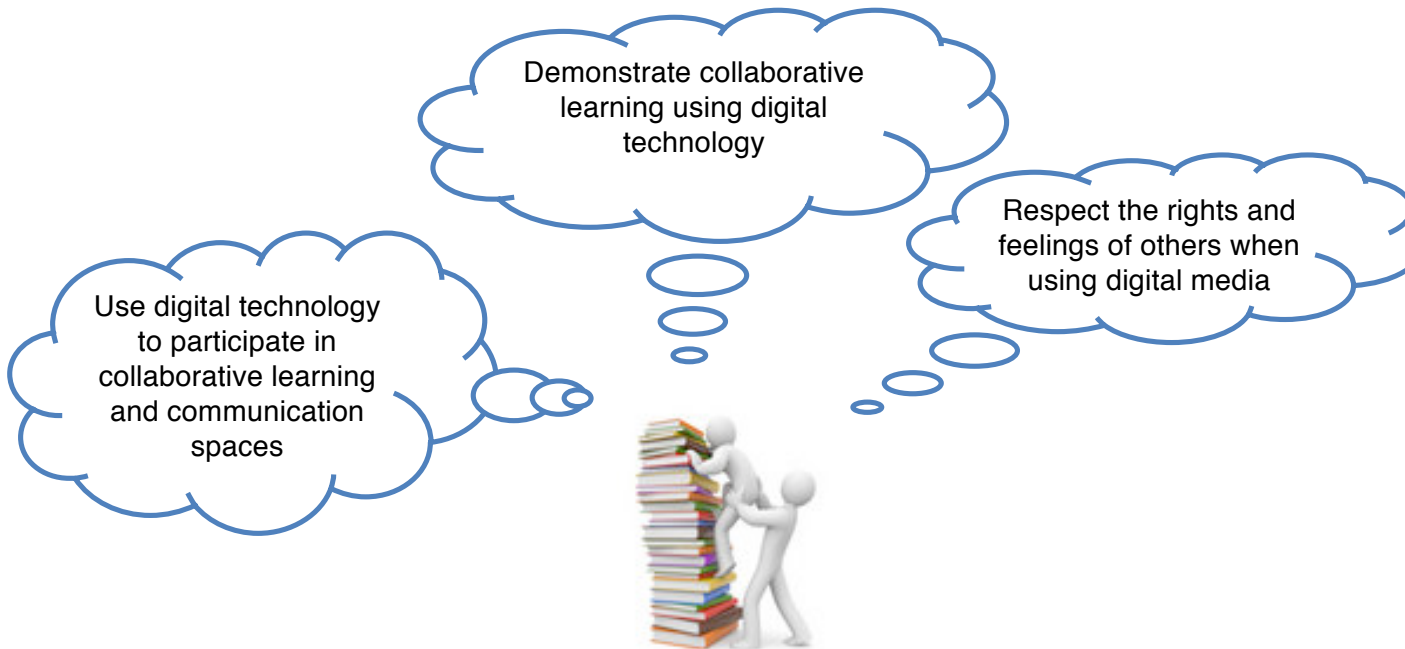 Demonstrate collaborative
learning using digital
technology
Respect the rights and
feelings of others when
using digital media
Use digital technology
to participate in
collaborative learning
and communication
spaces